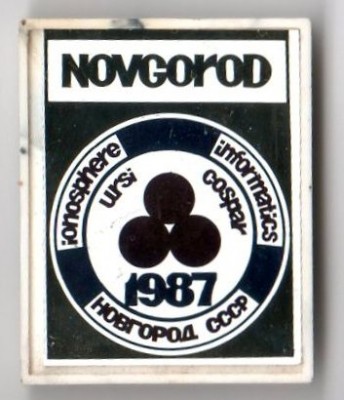 NOVGOROD
ionosphere
informatics
ursi
cospar
1987
НОВГОРОД СССР